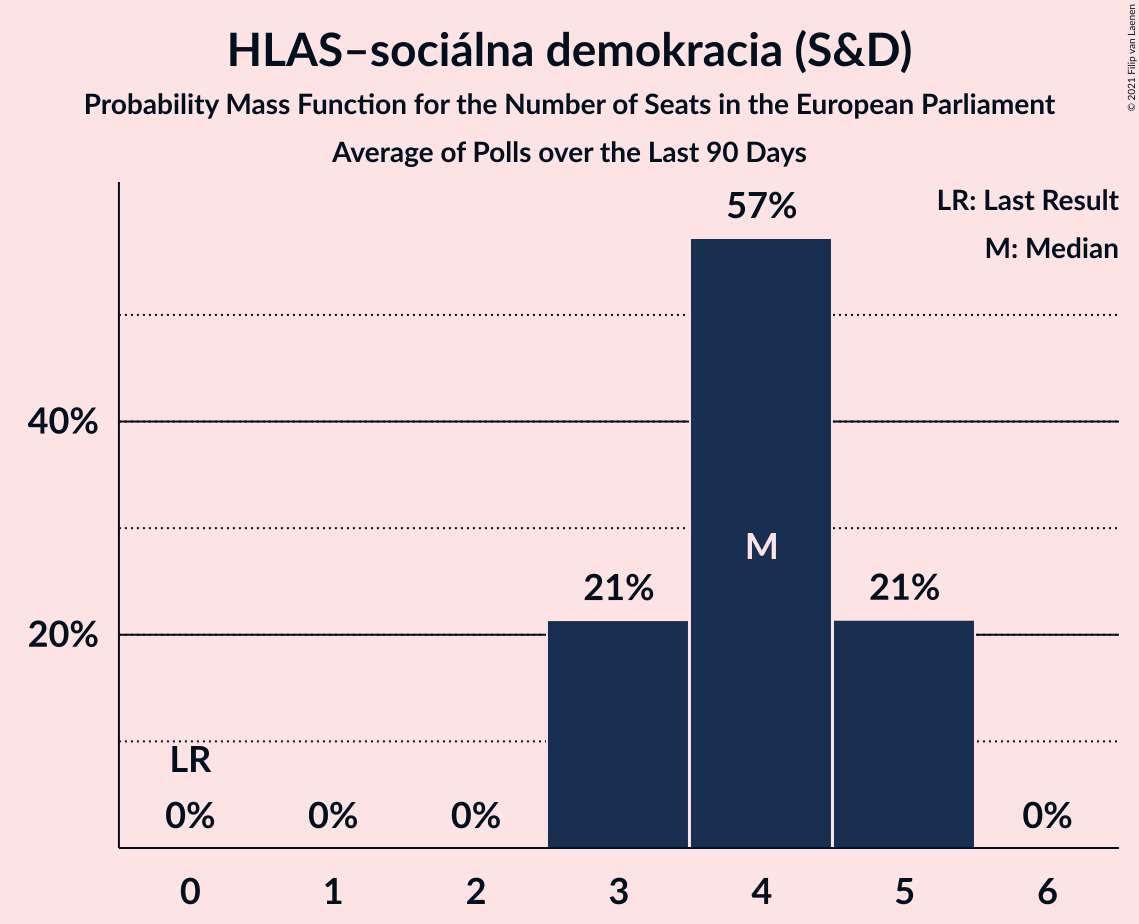 HLAS–sociálna demokracia (S&D)
Probability Mass Function for the Number of Seats in the European Parliament
Average of Polls over the Last 90 Days
© 2021 Filip van Laenen
LR: Last Result
M: Median
57%
40%
M
21%
21%
20%
LR
0%
0%
0%
0%
0 1 2 3 4 5 6